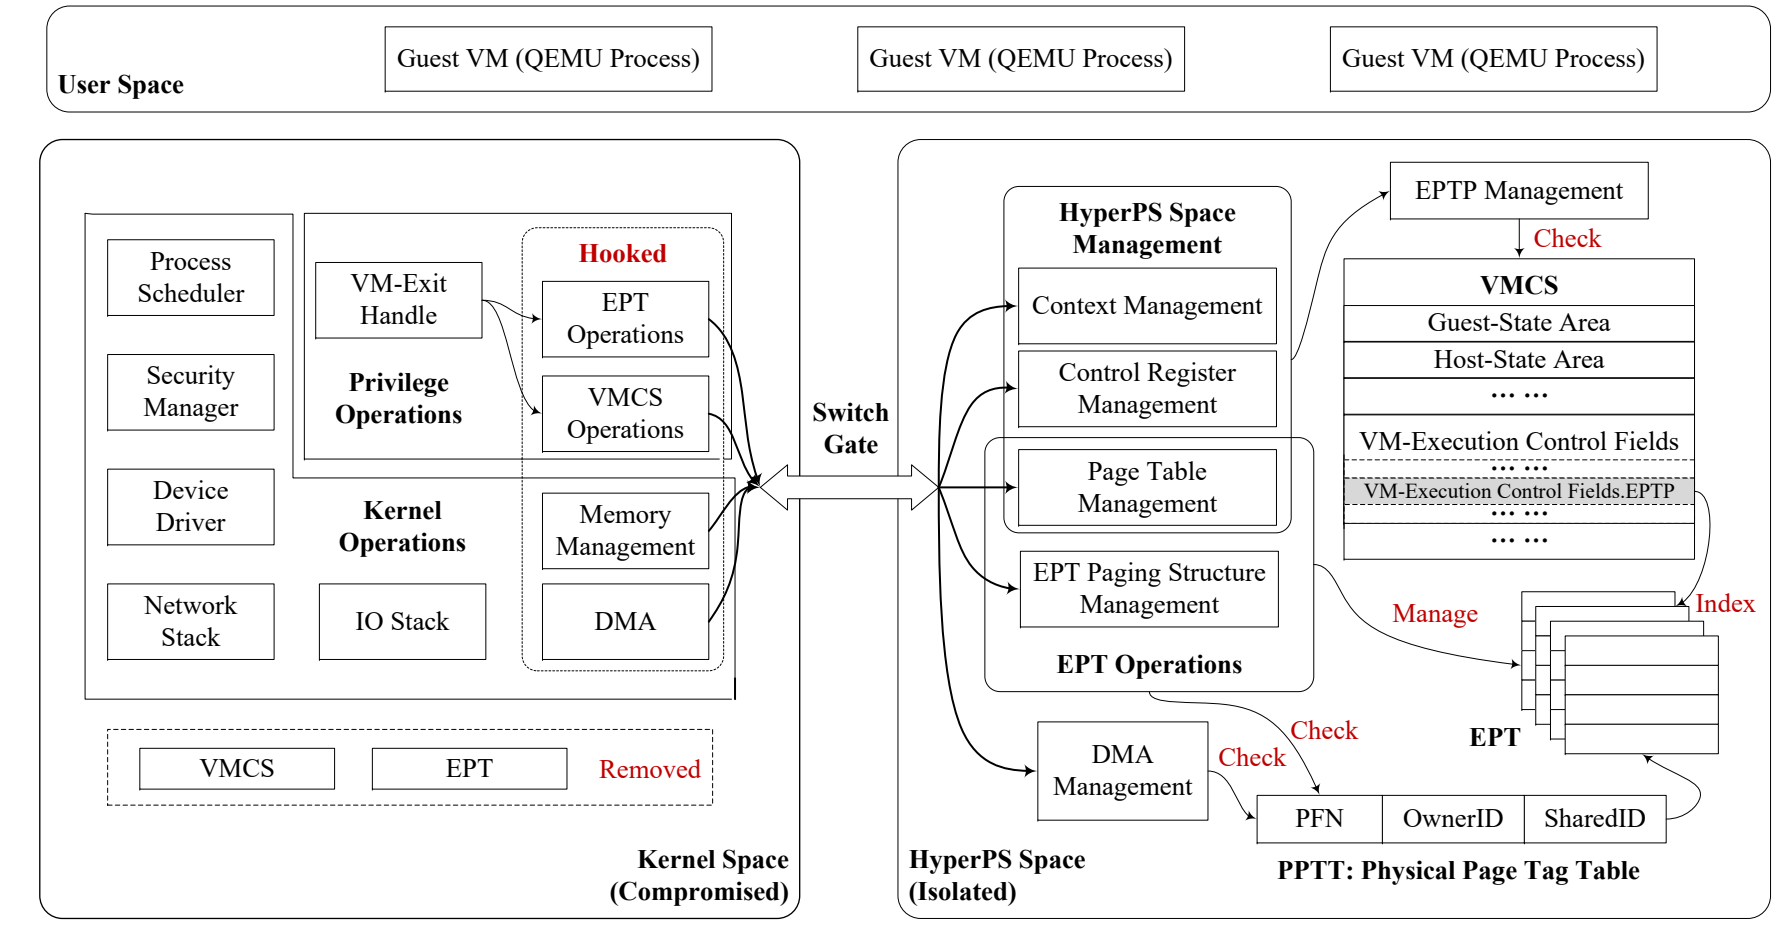 Guest VM (QEMU Process)
Guest VM (QEMU Process)
Guest VM (QEMU Process)
User Space
Process
Scheduler
Security
Manager
Device
Driver
Network
Stack
VM-Exit
Handle
Privilege
Operations
Hooked
EPT
Operations
VMCS
Operations
Kernel
Operations
Memory
Management
IO Stack
DMA
VMCS
EPT
Removed
Kernel Space
(Compromised)
Switch
Gate
HyperPS Space
Management
Context Management
Control Register
Management
Page Table
Management
EPT Paging Structure
Management
EPT Operations
DMA
Management
EPTP Management
Check
VMCS
Guest-State Area
Host-State Area
... ...
VM-Execution Control Fields
... ...
VM-Execution Control Fields.EPTP
... ...
... ...
Manage
Index
EPT
Check
Check
PFN
OwnerID
SharedID
PPTT: Physical Page Tag Table
HyperPS Space
(Isolated)